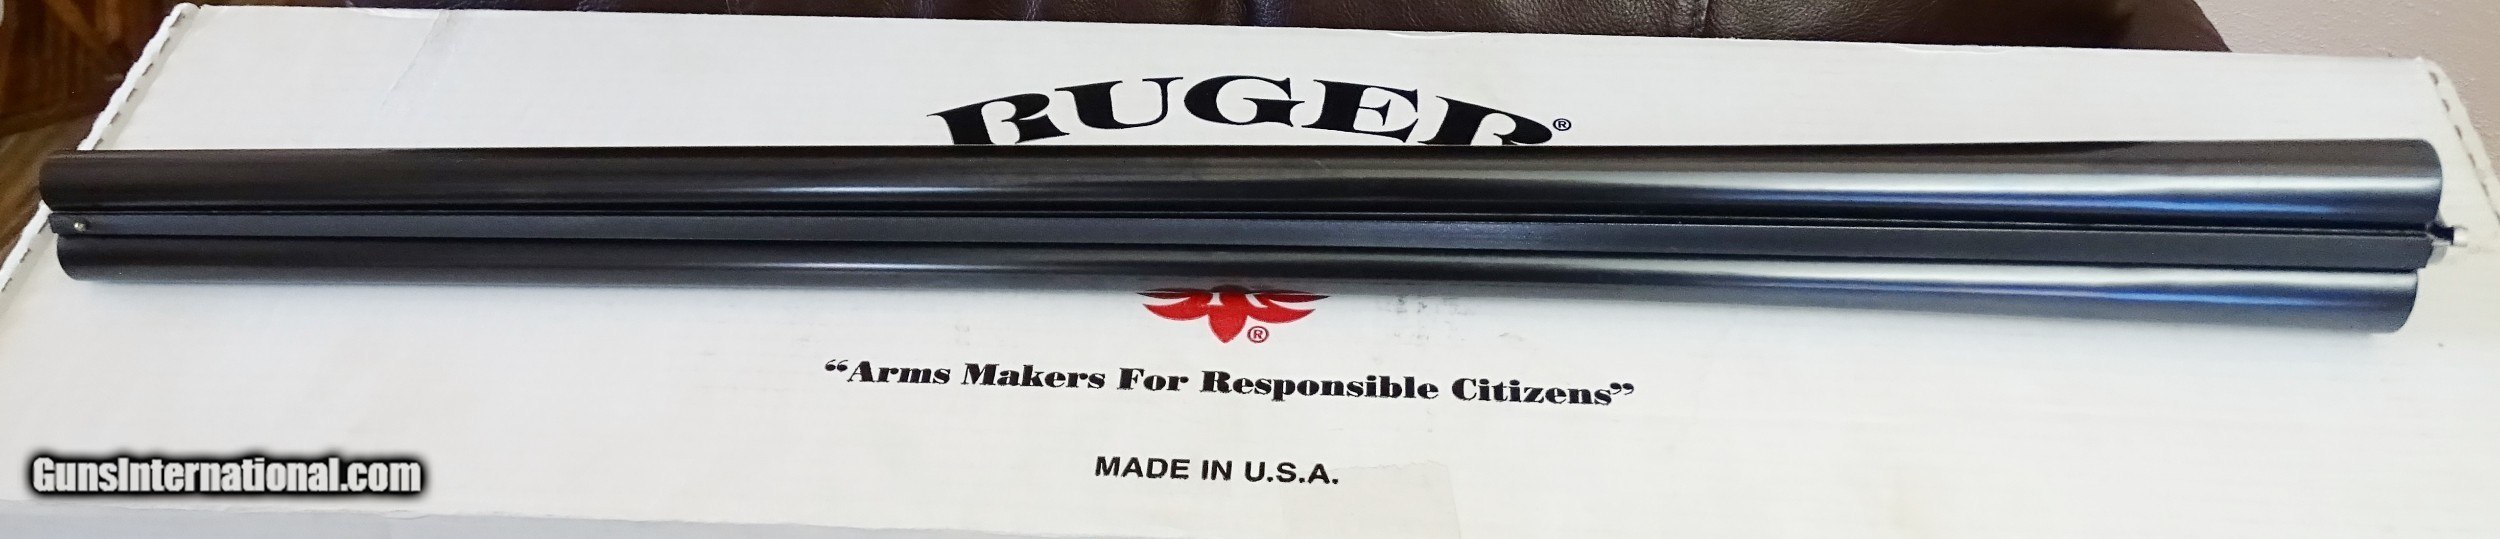 RUGER®
®
“Arms Makers For Responsible Citizens”
MADE IN U.S.A.
GunsInternational.com